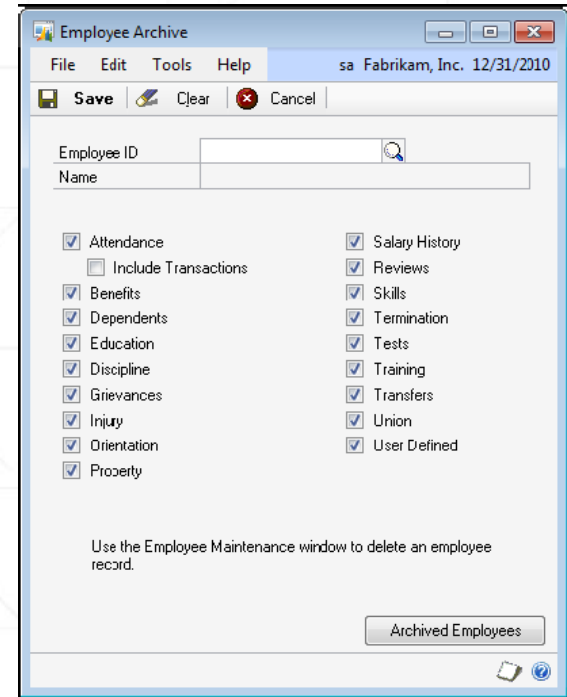 Employee Archive
File Edit Tools Help sa Fabrikam, Inc. 12/31/2010
Save Clear Cancel
Employee ID
Name
Attendance
Include Transactions
Benefits
Dependents
Education
Discipline
Grievances
Injury
Orientation
Property
Salary History
Reviews
Skills
Termination
Tests
Training
Transfers
Union
User Defined
Use the Employee Maintenance window to delete an employee
record.
Archived Employees